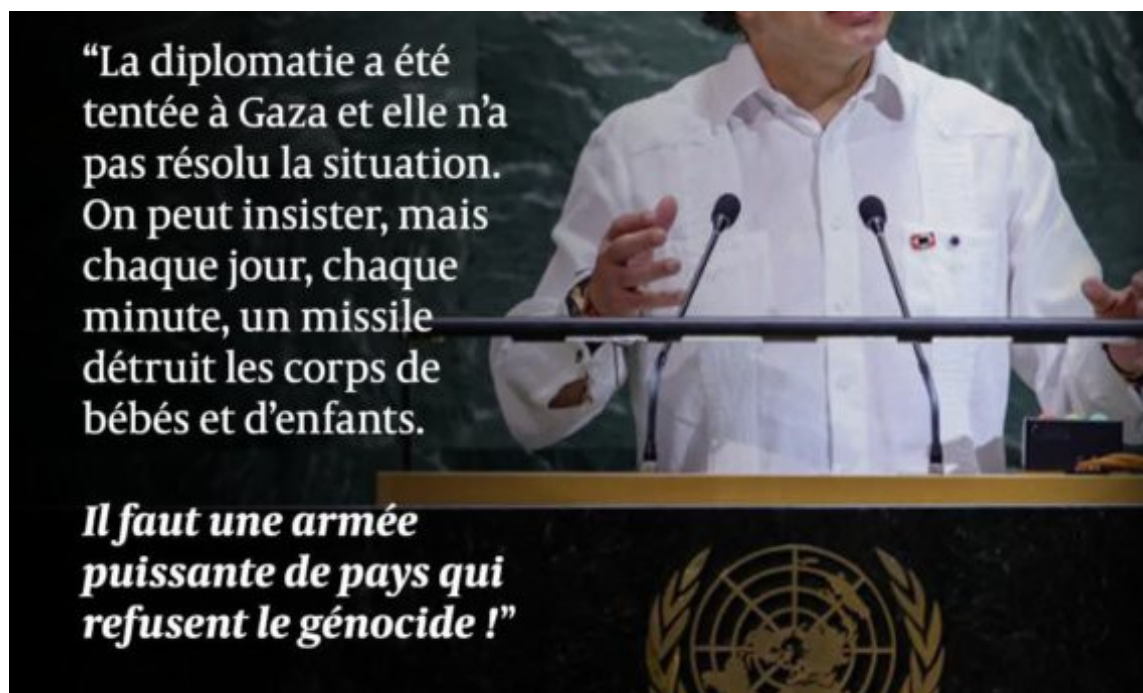 “La diplomatie a été
tentée à Gaza et elle n’a
pas résolu la situation.
On peut insister, mais
chaque jour, chaque
minute, un missile
détruit les corps de
bébés et d’enfants.
Il faut une armée
puissante de pays qui
refusent le génocide !”